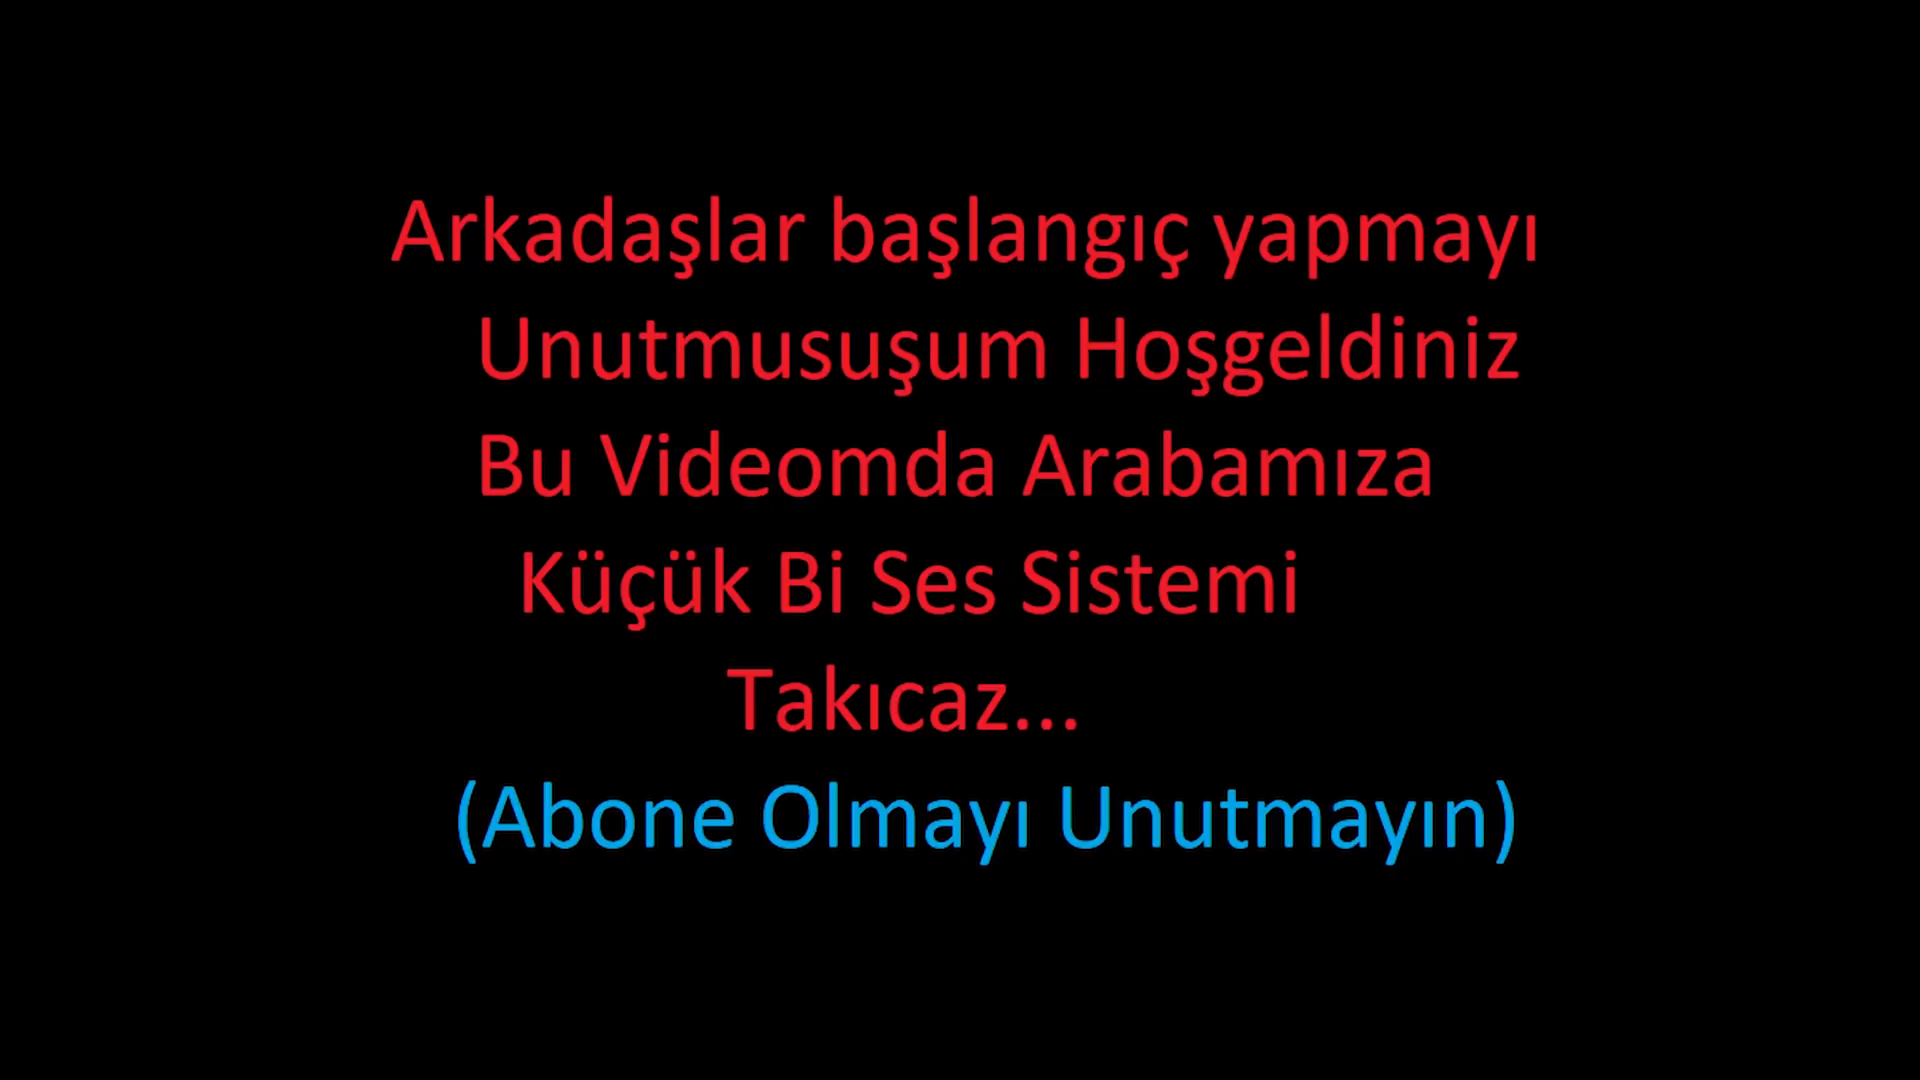 Arkadaşlar başlangıç yapmayı
Unutmusuşum Hoşgeldiniz
Bu Videomda Arabamıza
Küçük Bi Ses Sistemi
Takıcaz...
(Abone Olmayı Unutmayın)